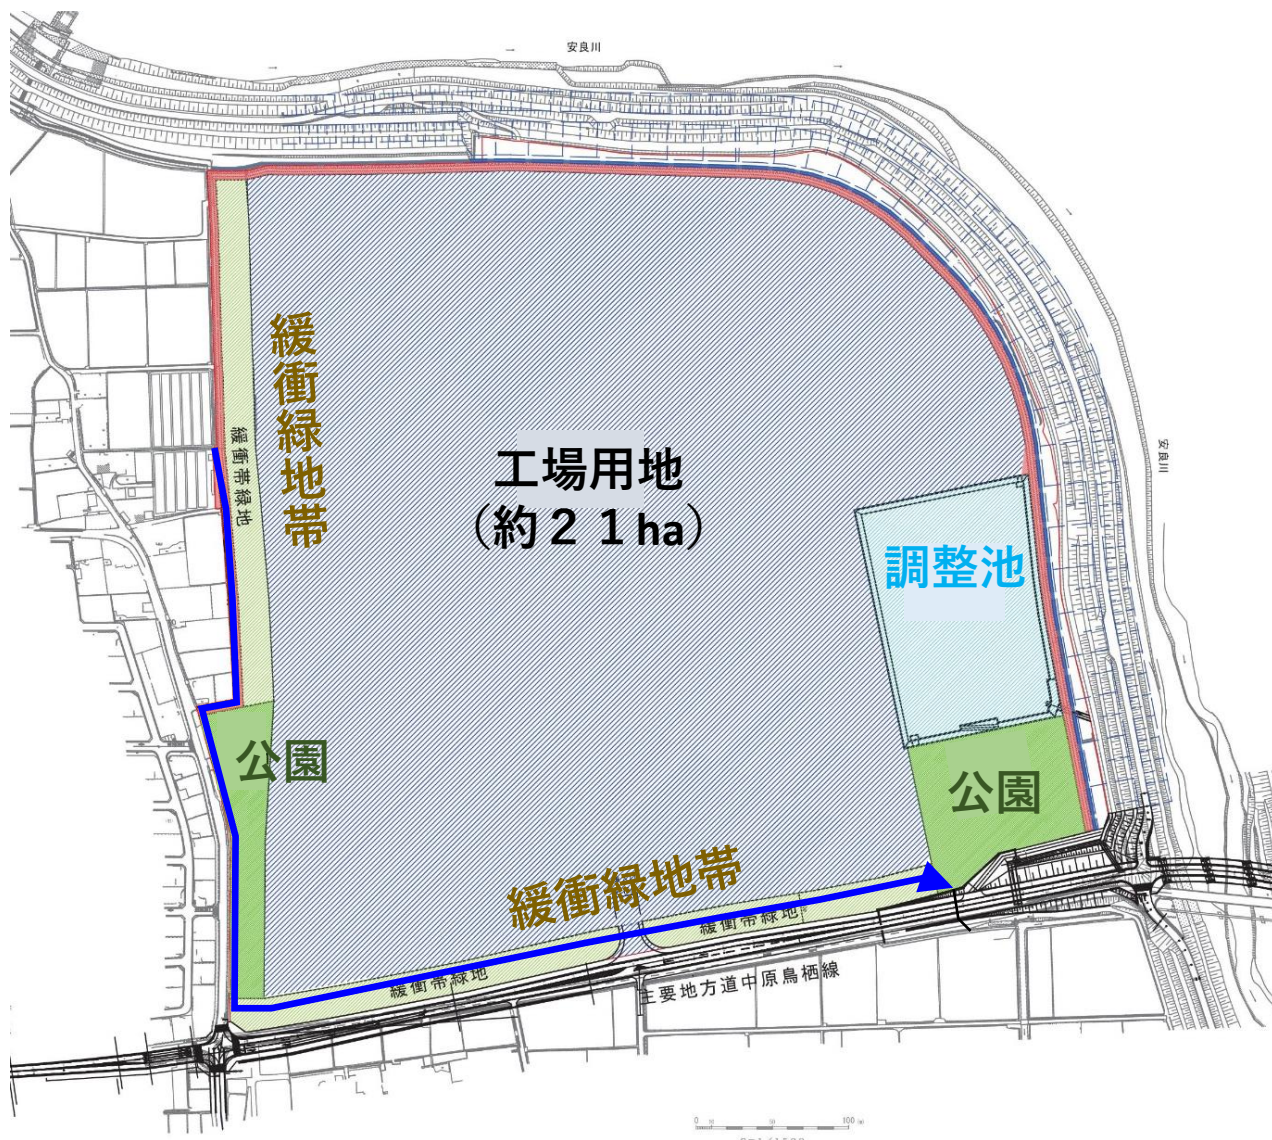 安良川
緩衝緑地帯
緩衝帯緑地
工場用地
（約２１ha）
安良川
調整池
公園
公園
緩衝緑地帯
緩衝帯緑地
緩衝帯緑地
主要地方道中原鳥栖線
0
100